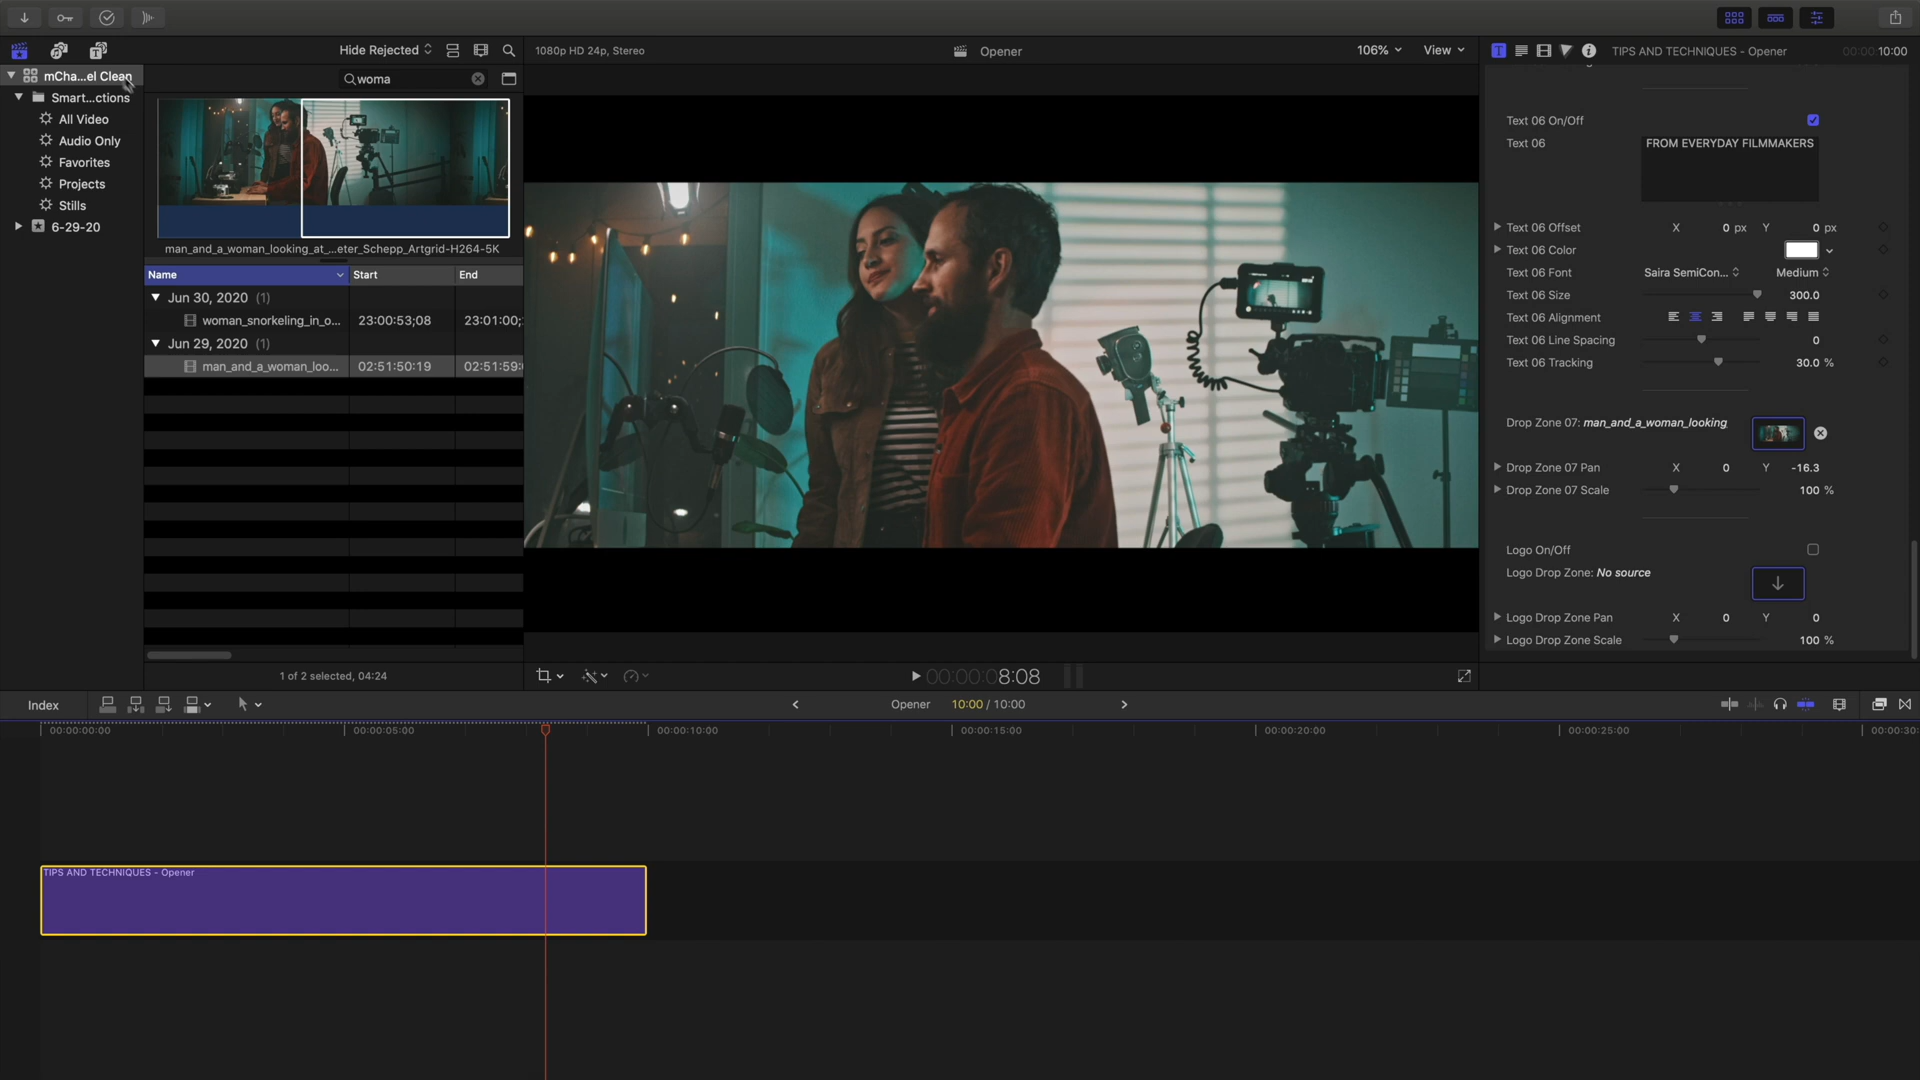 Hide Rejected
1080p HD 24p, Stereo
Opener
106%
View
TIPS AND TECHNIQUES - Opener
00:00:10:00
mCha...el Clean
Smart...ctions
All Video
Audio Only
Favorites
Projects
Stills
6-29-20
woma
man_and_a_woman_looking_at_...eter_Schepp_Artgrid-H264-5K
Name
Start
End
Jun 30, 2020 (1)
woman_snorkeling_in_o...
23:00:53;08
23:01:00;
Jun 29, 2020 (1)
man_and_a_woman_loo...
02:51:50:19
02:51:59:
1 of 2 selected, 04:24
00:00:08:08
Text 06 On/Off
Text 06
FROM EVERYDAY FILMMAKERS
Text 06 Offset X 0 px Y 0 px
Text 06 Color
Text 06 Font Saira SemiCon... Medium
Text 06 Size 300.0
Text 06 Alignment
Text 06 Line Spacing 0
Text 06 Tracking 30.0 %
Drop Zone 07: man_and_a_woman_looking
Drop Zone 07 Pan X 0 Y -16.3
Drop Zone 07 Scale 100 %
Logo On/Off
Logo Drop Zone: No source
Logo Drop Zone Pan X 0 Y 0
Logo Drop Zone Scale 100 %
Index
Opener
10:00 / 10:00
00:00:00:00
00:00:05:00
00:00:10:00
00:00:15:00
00:00:20:00
00:00:25:00
00:00:30:
TIPS AND TECHNIQUES - Opener